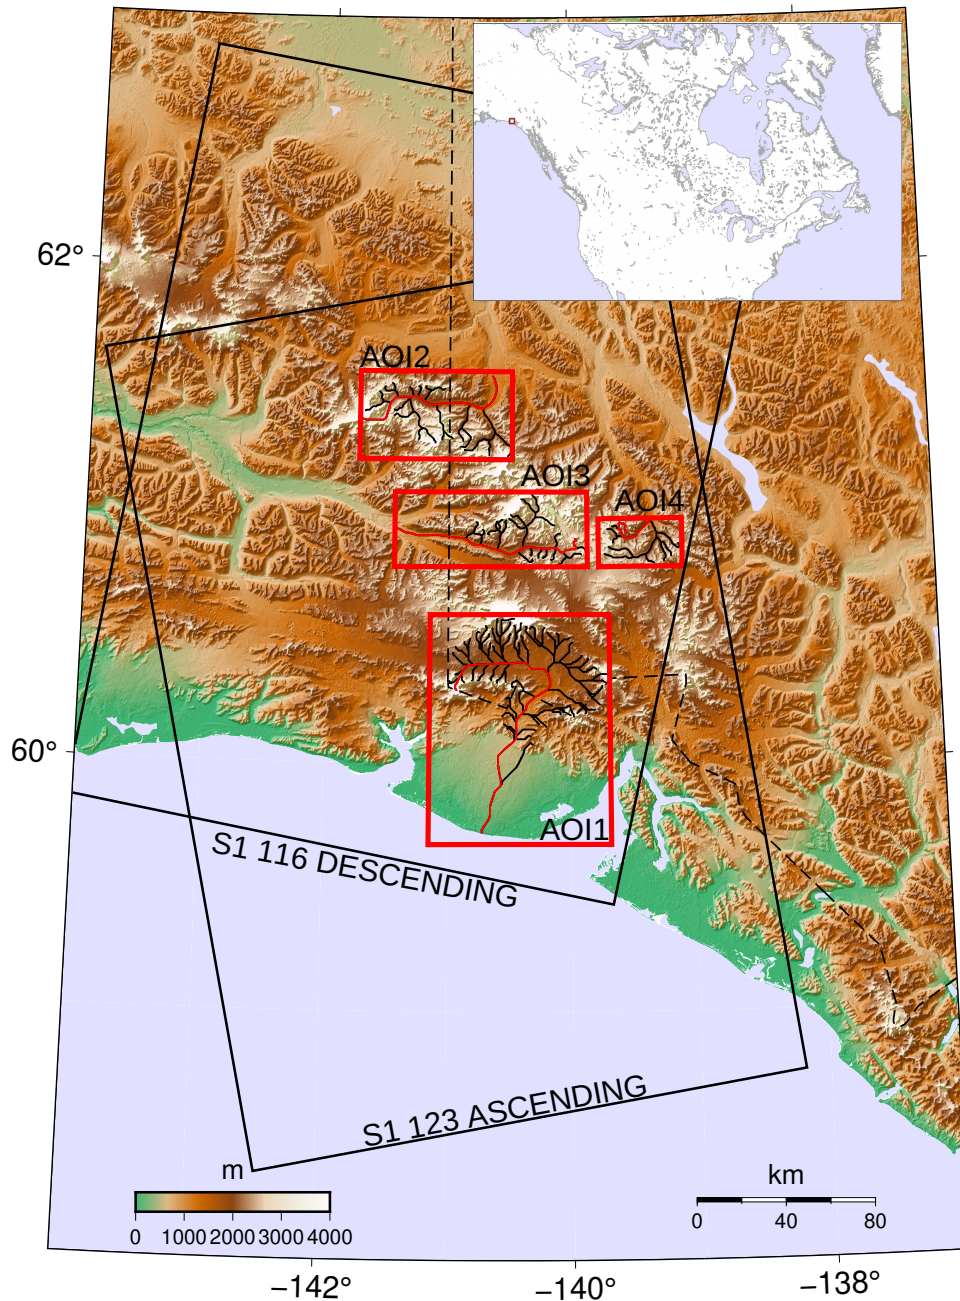 62°
AOI2
AOI3
AOI4
60°
AOI1
S1 116 DESCENDING
S1 123 ASCENDING
m
km
0 1000 2000 3000 4000
0 40 80
−142° −140° −138°